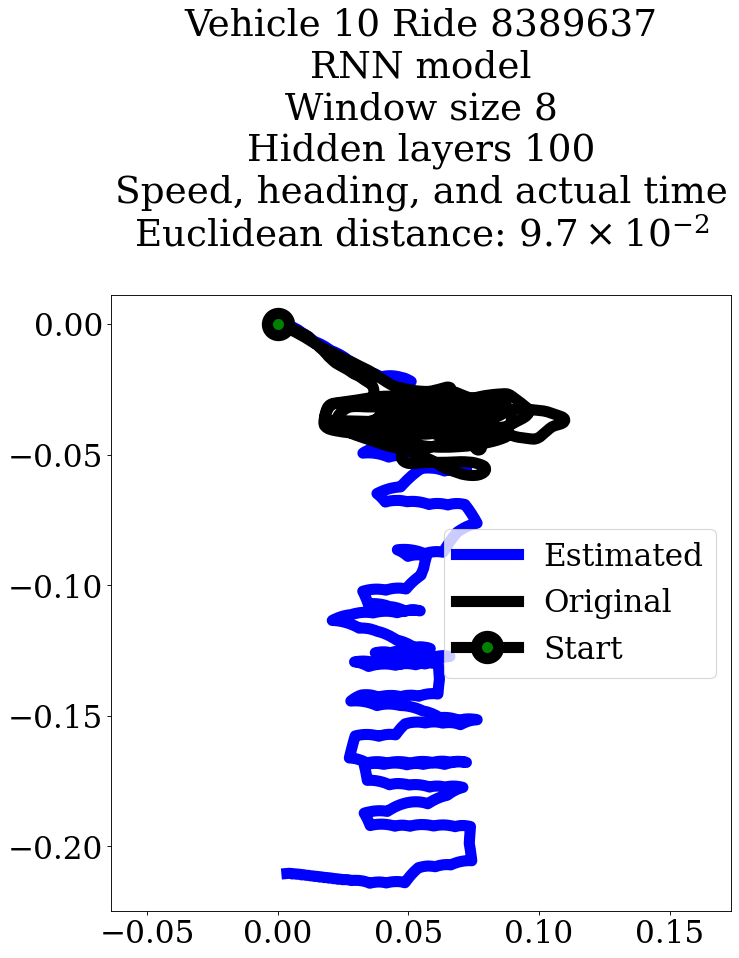 Vehicle 10 Ride 8389637
RNN model
Window size 8
Hidden layers 100
Speed, heading, and actual time
Euclidean distance: 9.7 × 10⁻²
0.00
−0.05
−0.10
−0.15
−0.20
Estimated
Original
Start
−0.05 0.00 0.05 0.10 0.15